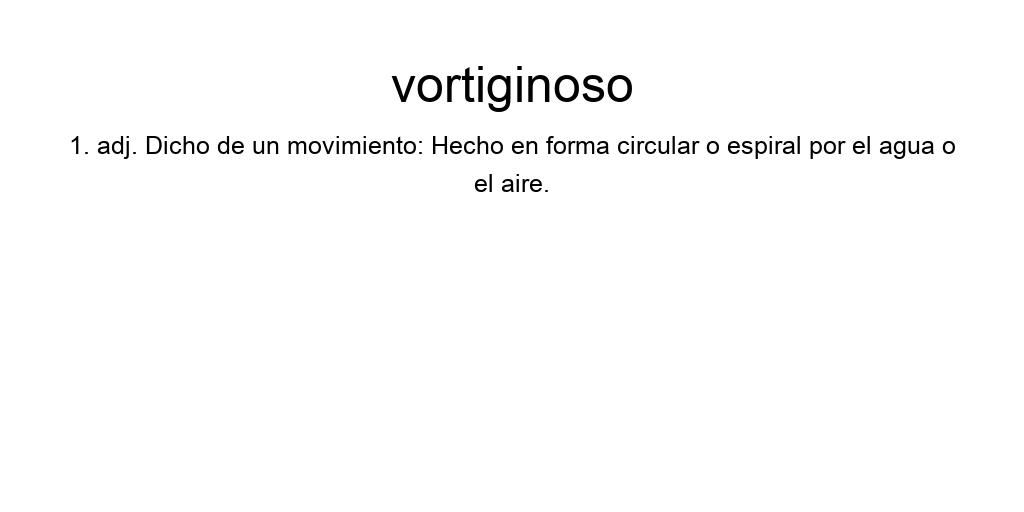 vortiginoso
1. adj. Dicho de un movimiento: Hecho en forma circular o espiral por el agua o
el aire.